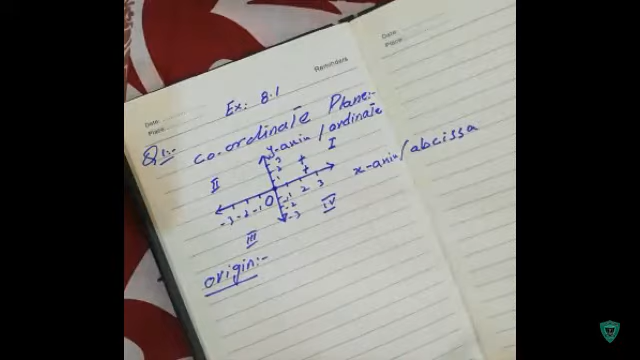 Reminders
Date:
Place:
Date:
Place:
Ex: 8.1
Q1:- co.ordinate Plane:-
y-axis / ordinate
II
I
3
2
1
+
+
x-axis/abcissa
-3 -2 -1 O 1 2 3
-1
-2
-3
III
IV
origin:-